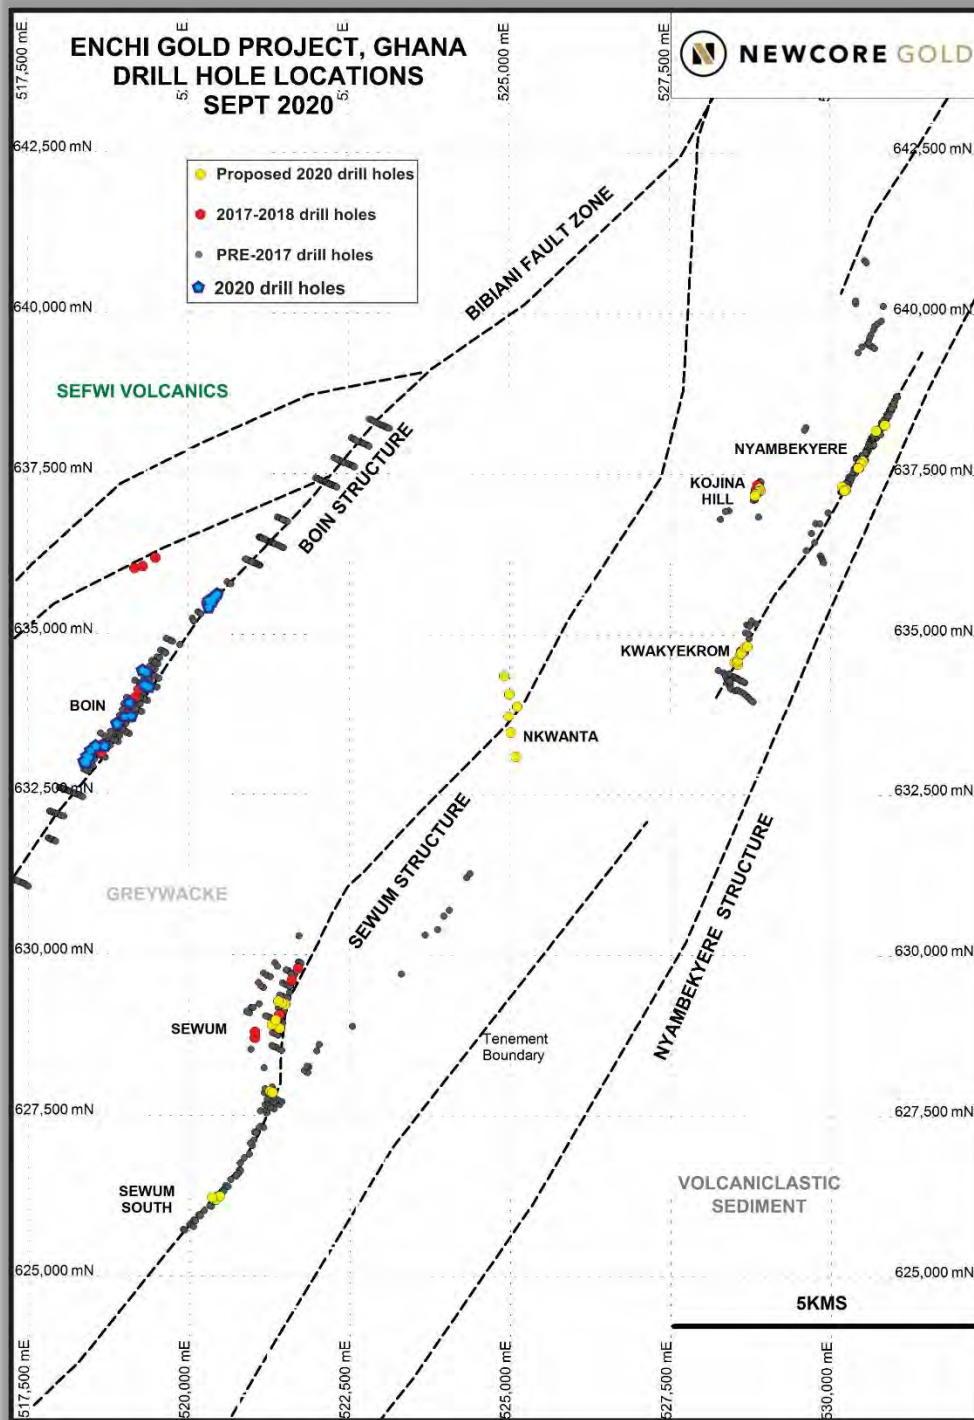 517,500 mE
5
E
5
E
525,000 mE
527,500 mE
ENCHI GOLD PROJECT, GHANA
DRILL HOLE LOCATIONS
SEPT 2020
N NEWCORE GOLD
642,500 mN
642,500 mN
Proposed 2020 drill holes
2017-2018 drill holes
PRE-2017 drill holes
2020 drill holes
BIBIANI FAULT ZONE
640,000 mN
640,000 mN
SEFWI VOLCANICS
BOIN STRUCTURE
NYAMBEKYERE
637,500 mN
637,500 mN
KOJINA
HILL
635,000 mN
635,000 mN
KWAKYEKROM
BOIN
NKWANTA
632,500 mN
632,500 mN
SEWUM STRUCTURE
NYAMBEKYERE STRUCTURE
GREYWACKE
630,000 mN
630,000 mN
SEWUM
Tenement
Boundary
627,500 mN
627,500 mN
SEWUM
SOUTH
VOLCANICLASTIC
SEDIMENT
625,000 mN
625,000 mN
5KMS
517,500 mE
520,000 mE
522,500 mE
525,000 mE
527,500 mE
530,000 mE